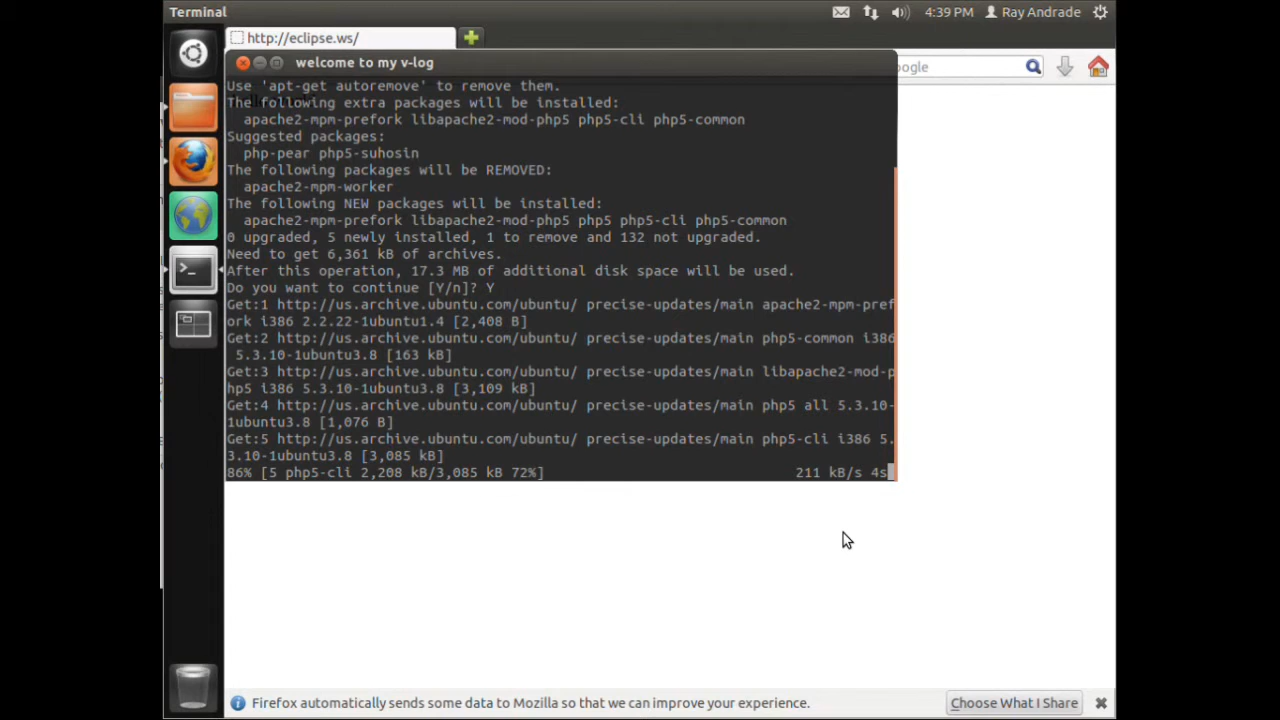 Terminal
4:39 PM
Ray Andrade
http://eclipse.ws/
welcome to my v-log
oogle
Use 'apt-get autoremove' to remove them.
The following extra packages will be installed:
apache2-mpm-prefork libapache2-mod-php5 php5-cli php5-common
Suggested packages:
php-pear php5-suhosin
The following packages will be REMOVED:
apache2-mpm-worker
The following NEW packages will be installed:
apache2-mpm-prefork libapache2-mod-php5 php5 php5-cli php5-common
0 upgraded, 5 newly installed, 1 to remove and 132 not upgraded.
Need to get 6,361 kB of archives.
After this operation, 17.3 MB of additional disk space will be used.
Do you want to continue [Y/n]? Y
Get:1 http://us.archive.ubuntu.com/ubuntu/ precise-updates/main apache2-mpm-pref
ork i386 2.2.22-1ubuntu1.4 [2,408 B]
Get:2 http://us.archive.ubuntu.com/ubuntu/ precise-updates/main php5-common i386
5.3.10-1ubuntu3.8 [163 kB]
Get:3 http://us.archive.ubuntu.com/ubuntu/ precise-updates/main libapache2-mod-p
hp5 i386 5.3.10-1ubuntu3.8 [3,109 kB]
Get:4 http://us.archive.ubuntu.com/ubuntu/ precise-updates/main php5 all 5.3.10-
1ubuntu3.8 [1,076 B]
Get:5 http://us.archive.ubuntu.com/ubuntu/ precise-updates/main php5-cli i386 5.
3.10-1ubuntu3.8 [3,085 kB]
86% [5 php5-cli 2,208 kB/3,085 kB 72%] 211 kB/s 4s
Firefox automatically sends some data to Mozilla so that we can improve your experience.
Choose What I Share